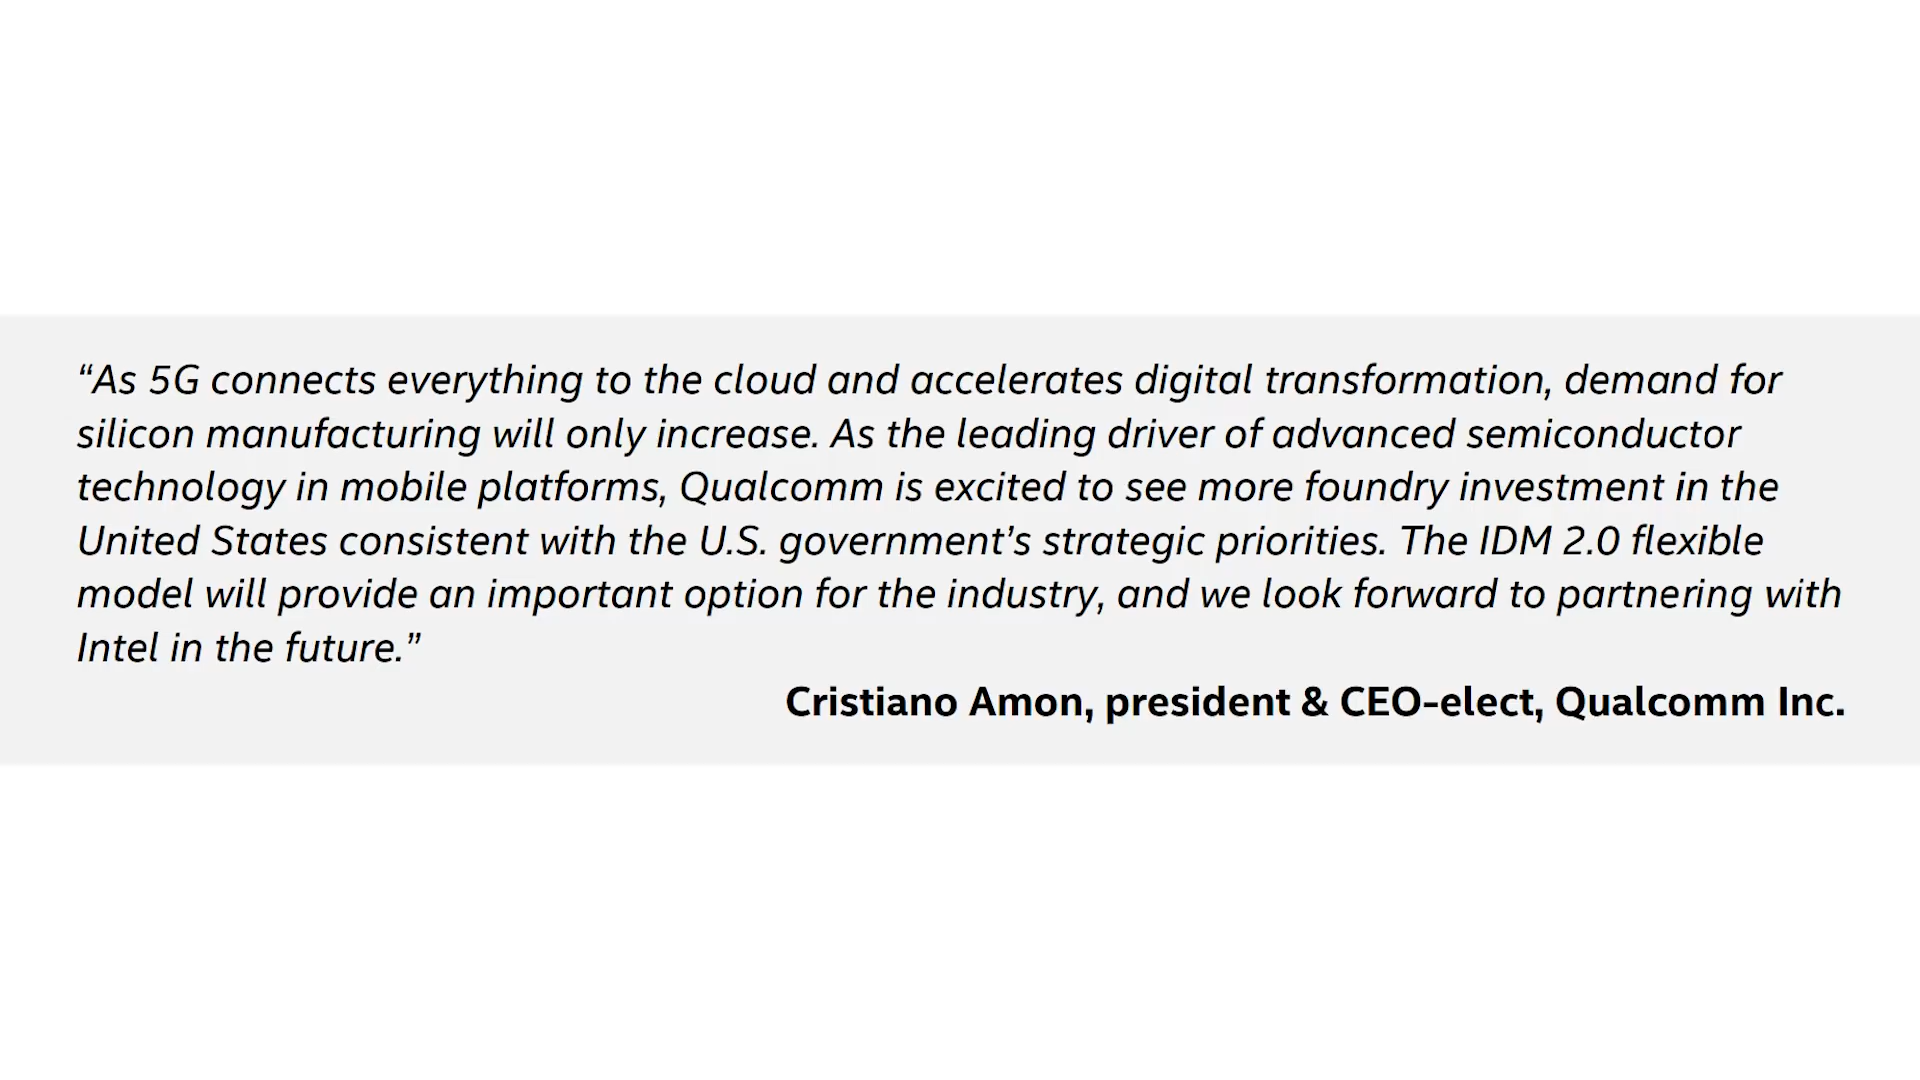 “As 5G connects everything to the cloud and accelerates digital transformation, demand for
silicon manufacturing will only increase. As the leading driver of advanced semiconductor
technology in mobile platforms, Qualcomm is excited to see more foundry investment in the
United States consistent with the U.S. government’s strategic priorities. The IDM 2.0 flexible
model will provide an important option for the industry, and we look forward to partnering with
Intel in the future.”
Cristiano Amon, president & CEO-elect, Qualcomm Inc.